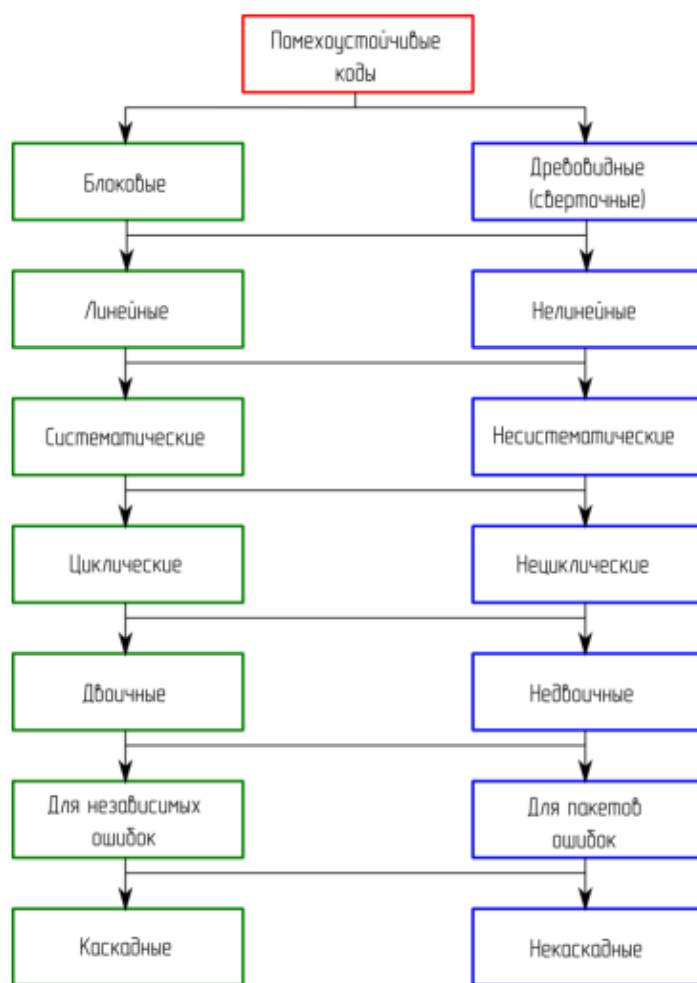 Помехоустойчивые
коды
Блоковые
Древовидные
(сверточные)
Линейные
Нелинейные
Систематические
Несистематические
Циклические
Нециклические
Двоичные
Недвоичные
Для независимых
ошибок
Для пакетов
ошибок
Каскадные
Некаскадные